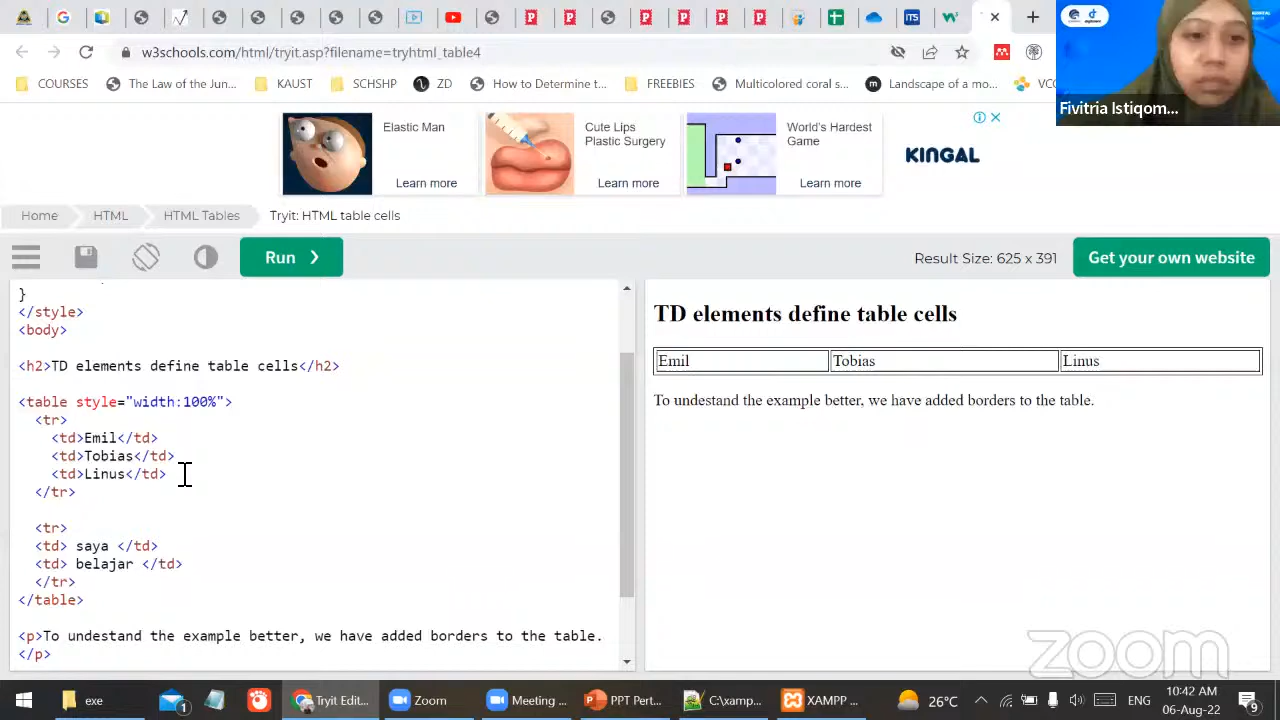 w3schools.com/html/tryit.asp?filename=tryhtml_table4
COURSES
The Law of the Jun...
KAUST
SCHSHP
ZD
How to Determine t...
FREEBIES
Multicolored coral s...
Landscape of a mo...
Fivitria Istiqom...
Elastic Man
Learn more
Cute Lips
Plastic Surgery
Learn more
World's Hardest
Game
Learn more
KINGAL
Home
HTML
HTML Tables
Tryit: HTML table cells
Run ❯
Result Size: 625 x 391
Get your own website
}
</style>
<body>
<h2>TD elements define table cells</h2>
<table style="width:100%">
<tr>
<td>Emil</td>
<td>Tobias</td>
<td>Linus</td>
</tr>
<tr>
<td> saya </td>
<td> belajar </td>
</tr>
</table>
<p>To undestand the example better, we have added borders to the table.
</p>
TD elements define table cells
Emil Tobias Linus
To undestand the example better, we have added borders to the table.
zoom
exe
1
Tryit Edit...
Zoom
Meeting ...
PPT Pert...
C:\xamp...
XAMPP ...
26°C
ENG
10:42 AM
06-Aug-22
9